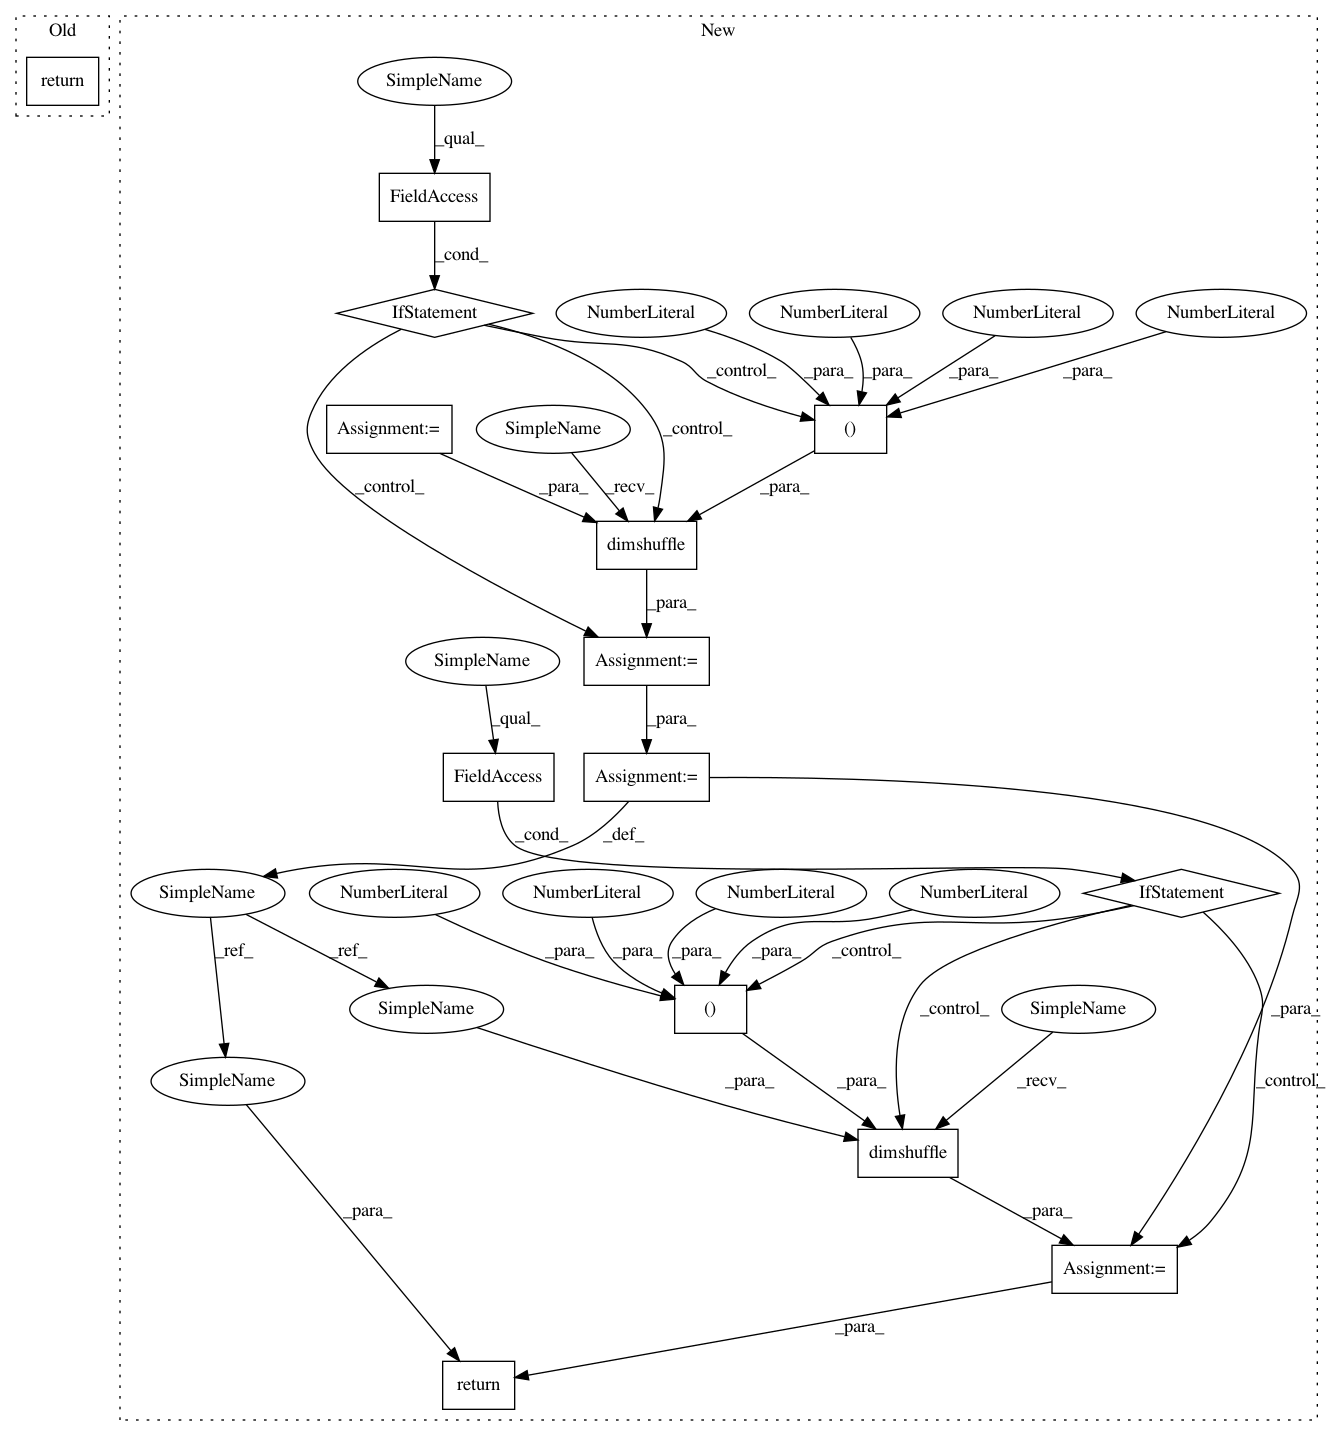 Old
New
return
SimpleName
_qual_
FieldAccess
_cond_
IfStatement
NumberLiteral
NumberLiteral
NumberLiteral
NumberLiteral
_control_
_para_
_para_
_para_
_para_
Assignment:=
SimpleName
_control_
()
_control_
_para_
_recv_
_para_
dimshuffle
_para_
SimpleName
Assignment:=
_qual_
_para_
FieldAccess
Assignment:=
_cond_
_def_
SimpleName
NumberLiteral
NumberLiteral
NumberLiteral
NumberLiteral
IfStatement
_ref_
_ref_
_para_
_para_
_para_
_para_
_control_
SimpleName
()
_control_
SimpleName
_para_
SimpleName
_para_
_para_
_recv_
_control_
dimshuffle
_para_
_para_
Assignment:=
_para_
return